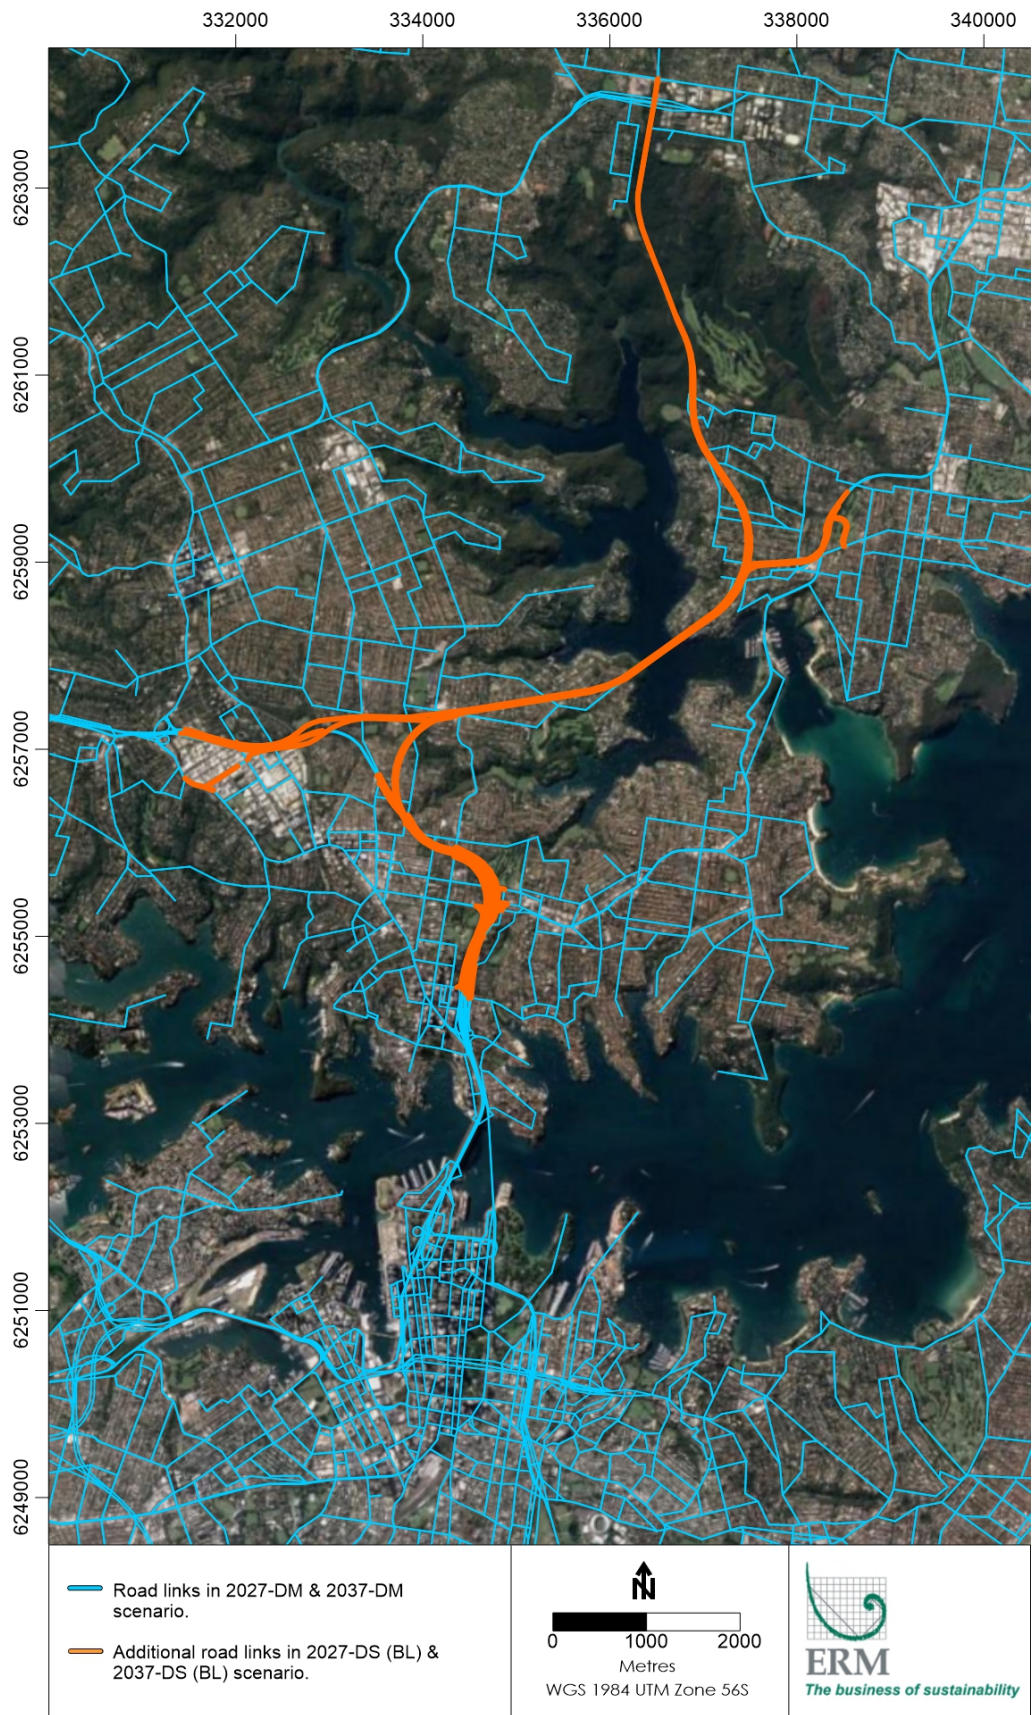 332000 334000 336000 338000 340000
6263000
6261000
6259000
6257000
6255000
6253000
6251000
6249000
Road links in 2027-DM & 2037-DM
scenario.
Additional road links in 2027-DS (BL) &
2037-DS (BL) scenario.
N
0 1000 2000
Metres
WGS 1984 UTM Zone 56S
ERM
The business of sustainability